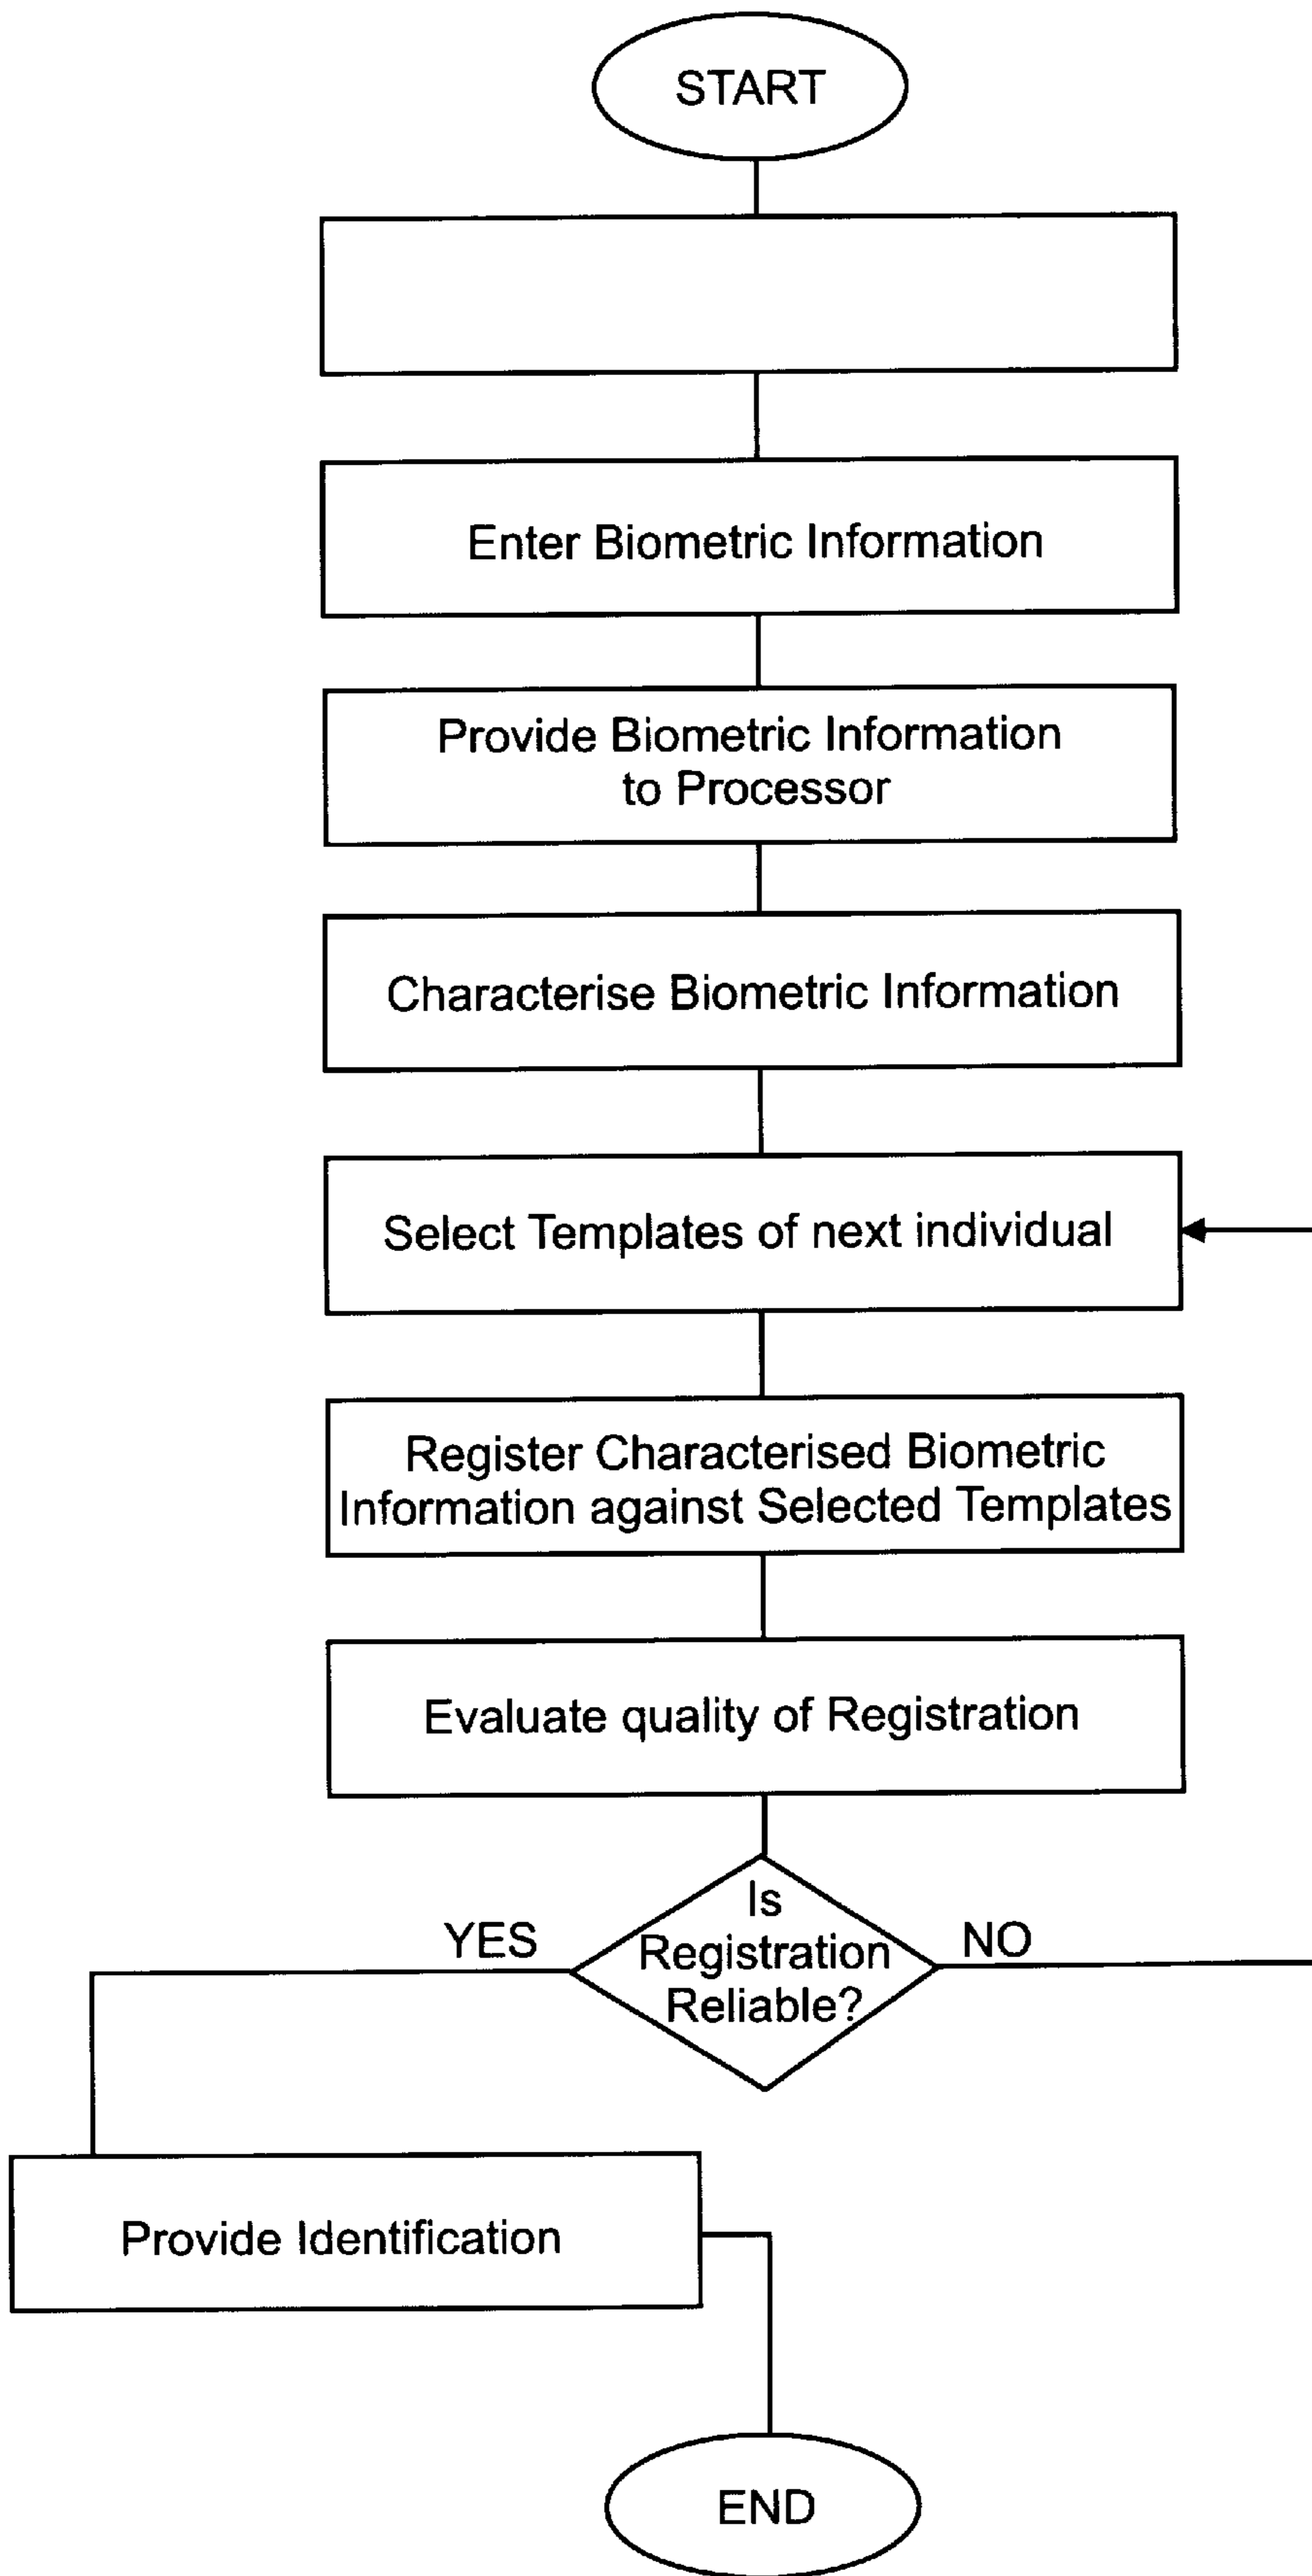 START
Enter Biometric Information
Provide Biometric Information
to Processor
Characterise Biometric Information
Select Templates of next individual
Register Characterised Biometric
Information against Selected Templates
Evaluate quality of Registration
Is
Registration
Reliable?
YES
NO
Provide Identification
END